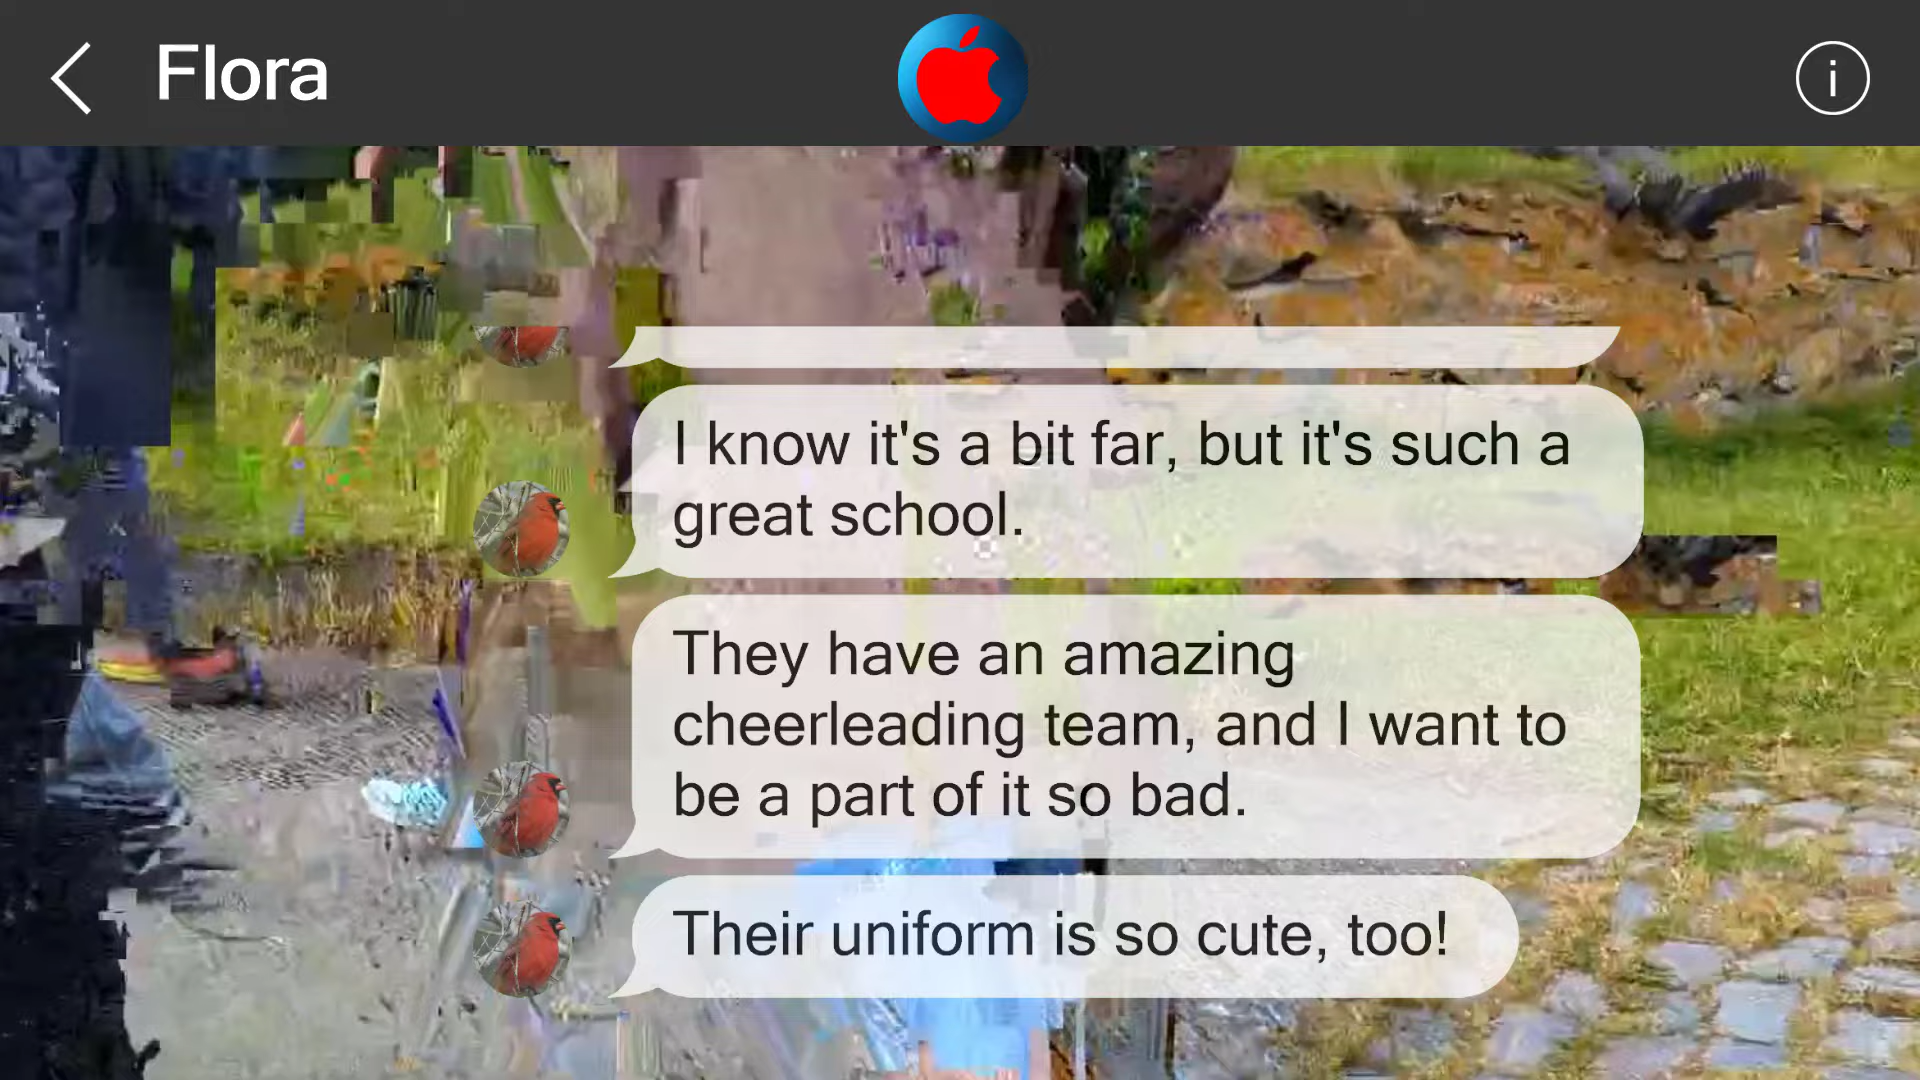 Flora
I know it's a bit far, but it's such a
great school.
They have an amazing
cheerleading team, and I want to
be a part of it so bad.
Their uniform is so cute, too!